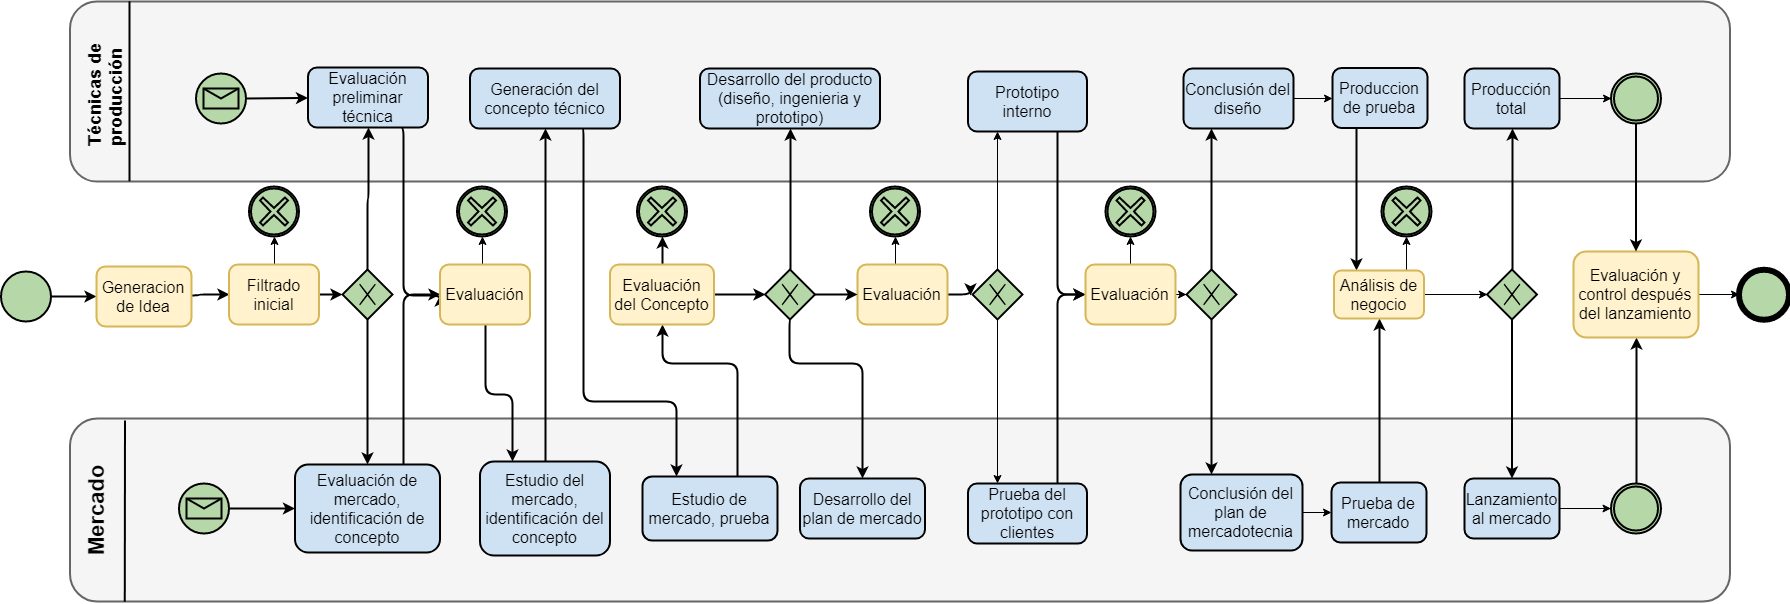 Técnicas de
producción
Evaluación
preliminar
técnica
Generación del
concepto técnico
Desarrollo del producto
(diseño, ingenieria y
prototipo)
Prototipo
interno
Conclusión del
diseño
Produccion
de prueba
Producción
total
Generacion
de Idea
Filtrado
inicial
Evaluación
Evaluación
del Concepto
Evaluación
Evaluación
Análisis de
negocio
Evaluación y
control después
del lanzamiento
Mercado
Evaluación de
mercado,
identificación de
concepto
Estudio del
mercado,
identificación del
concepto
Estudio de
mercado, prueba
Desarrollo del
plan de mercado
Prueba del
prototipo con
clientes
Conclusión del
plan de
mercadotecnia
Prueba de
mercado
Lanzamiento
al mercado